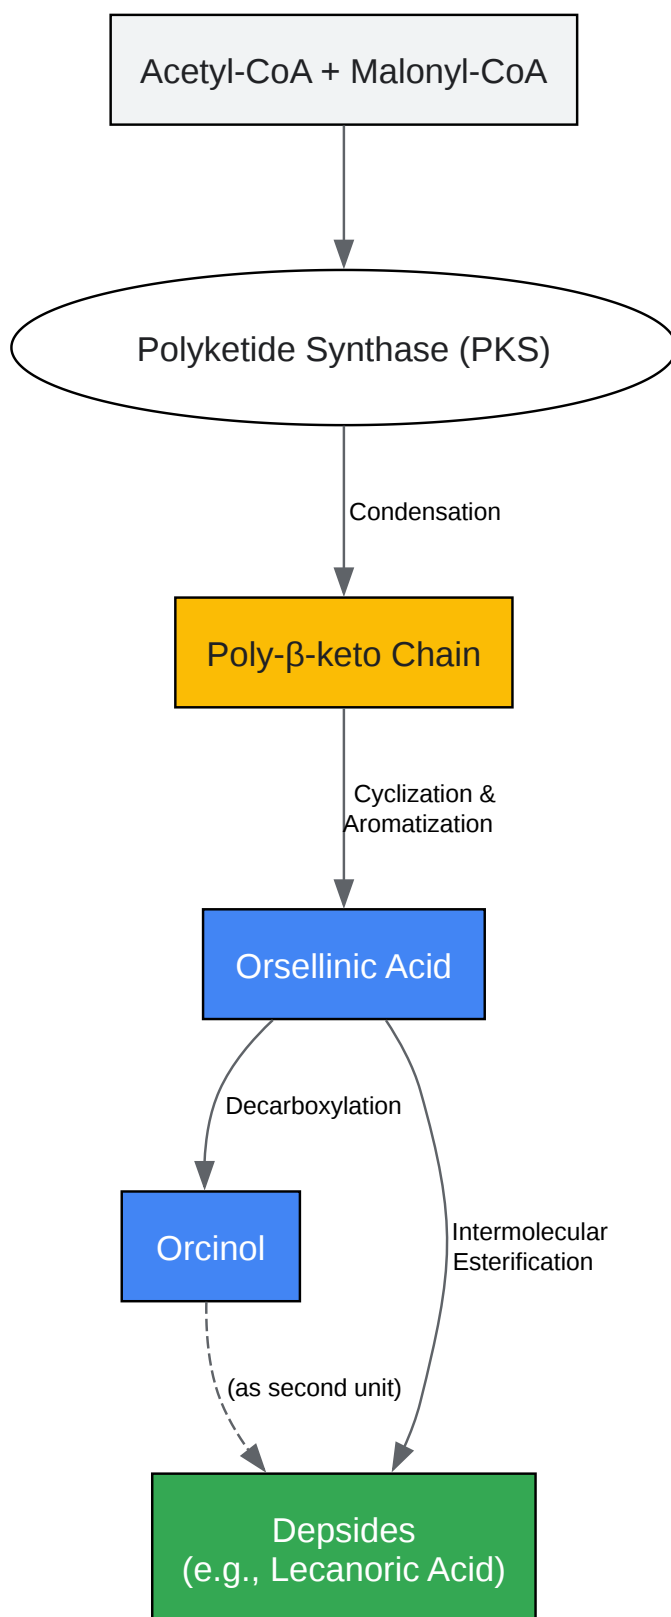 Acetyl-CoA + Malonyl-CoA
Polyketide Synthase (PKS)
Condensation
Poly-β-keto Chain
Cyclization &
Aromatization
Orsellinic Acid
Decarboxylation
Orcinol
Intermolecular
Esterification
(as second unit)
Depsides
(e.g., Lecanoric Acid)